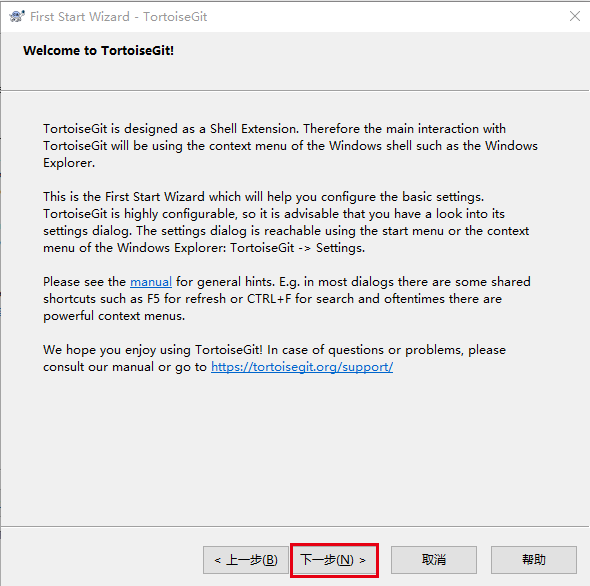 First Start Wizard - TortoiseGit
Welcome to TortoiseGit!
TortoiseGit is designed as a Shell Extension. Therefore the main interaction with
TortoiseGit will be using the context menu of the Windows shell such as the Windows
Explorer.
This is the First Start Wizard which will help you configure the basic settings.
TortoiseGit is highly configurable, so it is advisable that you have a look into its
settings dialog. The settings dialog is reachable using the start menu or the context
menu of the Windows Explorer: TortoiseGit -> Settings.
Please see the manual for general hints. E.g. in most dialogs there are some shared
shortcuts such as F5 for refresh or CTRL+F for search and oftentimes there are
powerful context menus.
We hope you enjoy using TortoiseGit! In case of questions or problems, please
consult our manual or go to https://tortoisegit.org/support/
< 上一步(B) 下一步(N) > 取消 帮助